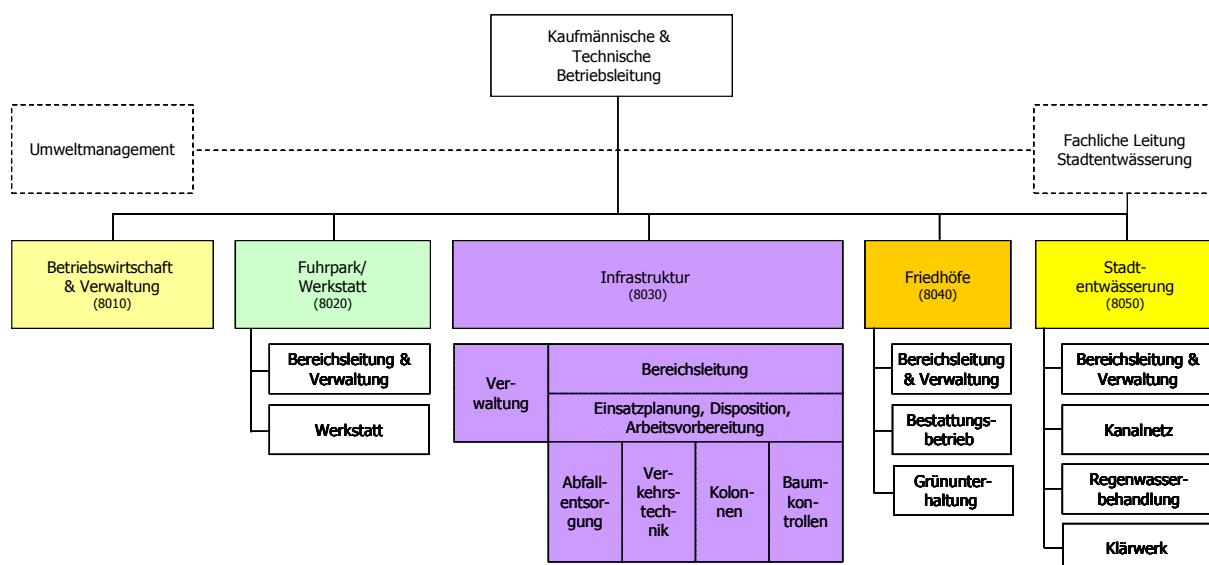 Kaufmännische &
Technische
Betriebsleitung
Umweltmanagement
Fachliche Leitung
Stadtentwässerung
Betriebswirtschaft
& Verwaltung
(8010)
Fuhrpark/
Werkstatt
(8020)
Infrastruktur
(8030)
Friedhöfe
(8040)
Stadt-
entwässerung
(8050)
Bereichsleitung &
Verwaltung
Werkstatt
Ver-
waltung
Bereichsleitung
Einsatzplanung, Disposition,
Arbeitsvorbereitung
Abfall-
entsor-
gung
Ver-
kehrs-
tech-
nik
Kolon-
nen
Baum-
kon-
trollen
Bereichsleitung
& Verwaltung
Bestattungs-
betrieb
Grünunter-
haltung
Bereichsleitung &
Verwaltung
Kanalnetz
Regenwasser-
behandlung
Klärwerk